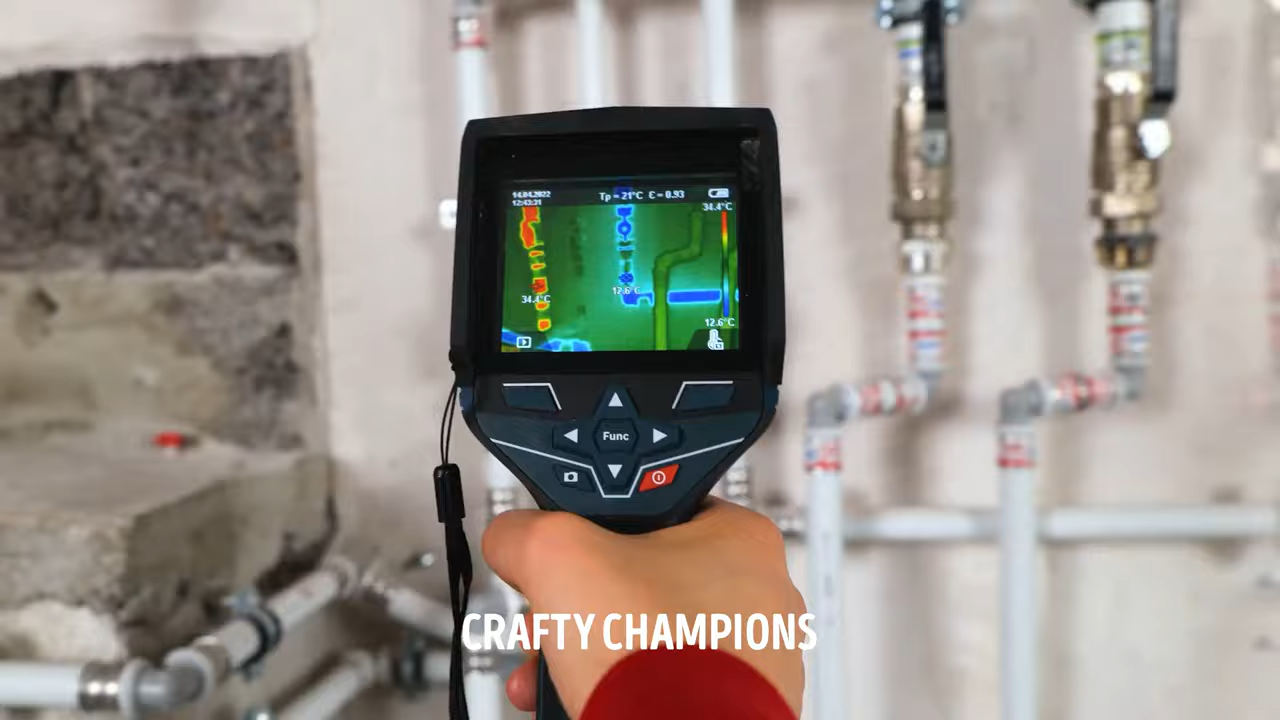 14.04.2022 Tp = 21°C Ɛ = 0.93
12:43:31
34.4°C
12.6°C
34.4°C
12.6°C
Func
CRAFTY CHAMPIONS